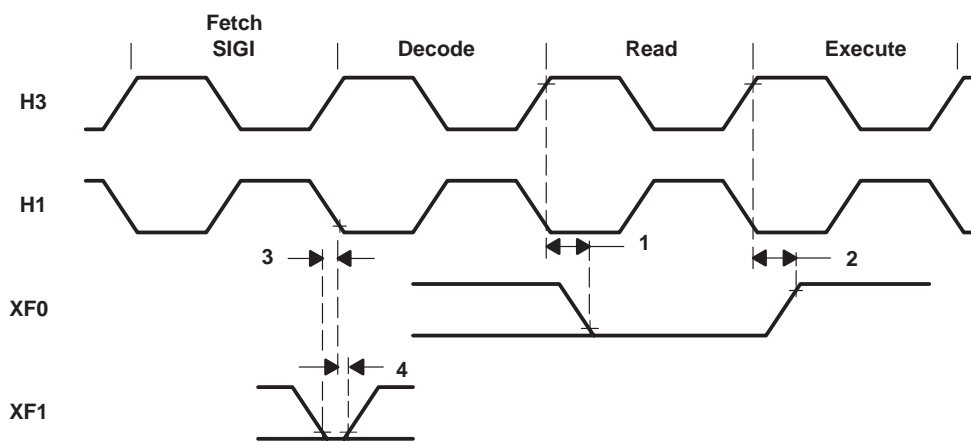 Fetch
SIGI
Decode
Read
Execute
H3
H1
3
1
2
XF0
4
XF1